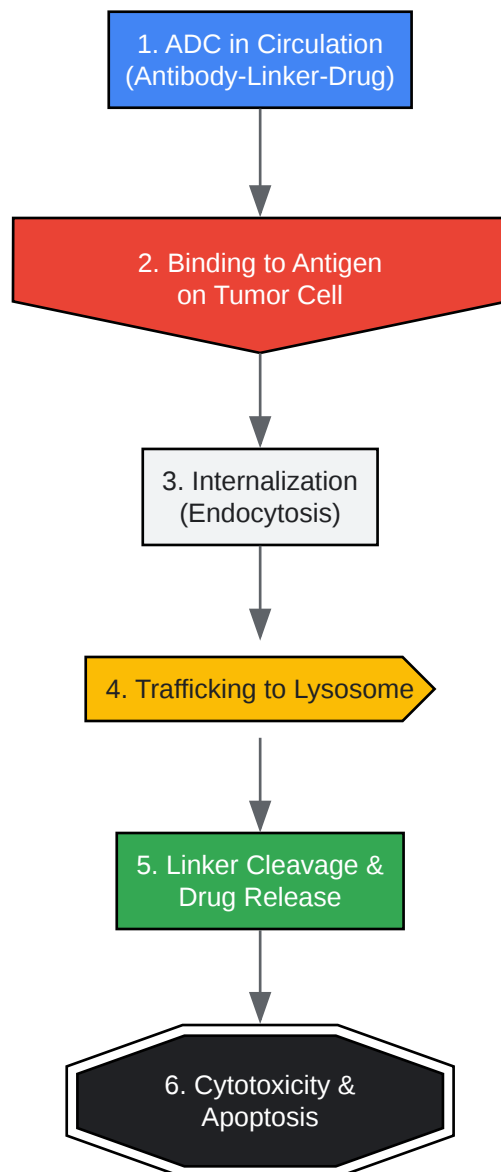 1. ADC in Circulation
(Antibody-Linker-Drug)
2. Binding to Antigen
on Tumor Cell
3. Internalization
(Endocytosis)
4. Trafficking to Lysosome
5. Linker Cleavage &
Drug Release
6. Cytotoxicity &
Apoptosis